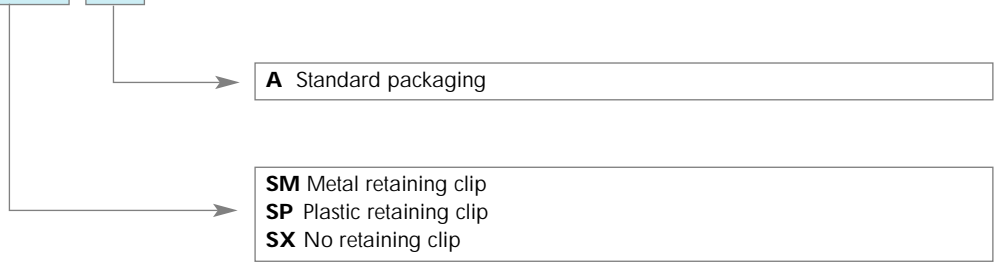 A Standard packaging
SM Metal retaining clip
SP Plastic retaining clip
SX No retaining clip